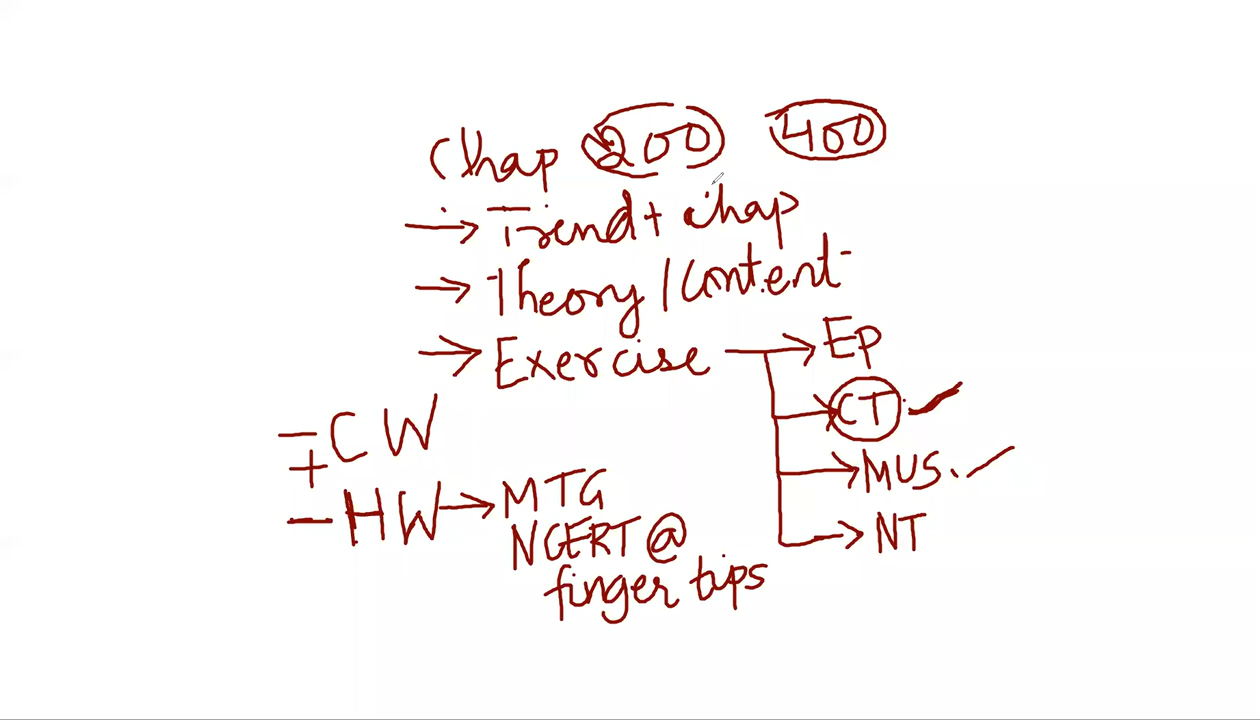 Chap 200 400
→ Trend + Chap
→ Theory / Content
→ Exercise → Ep
→ CT ✓
→ MUS. ✓
→ NT
- CW
+
- HW → MTG
NCERT @
finger tips